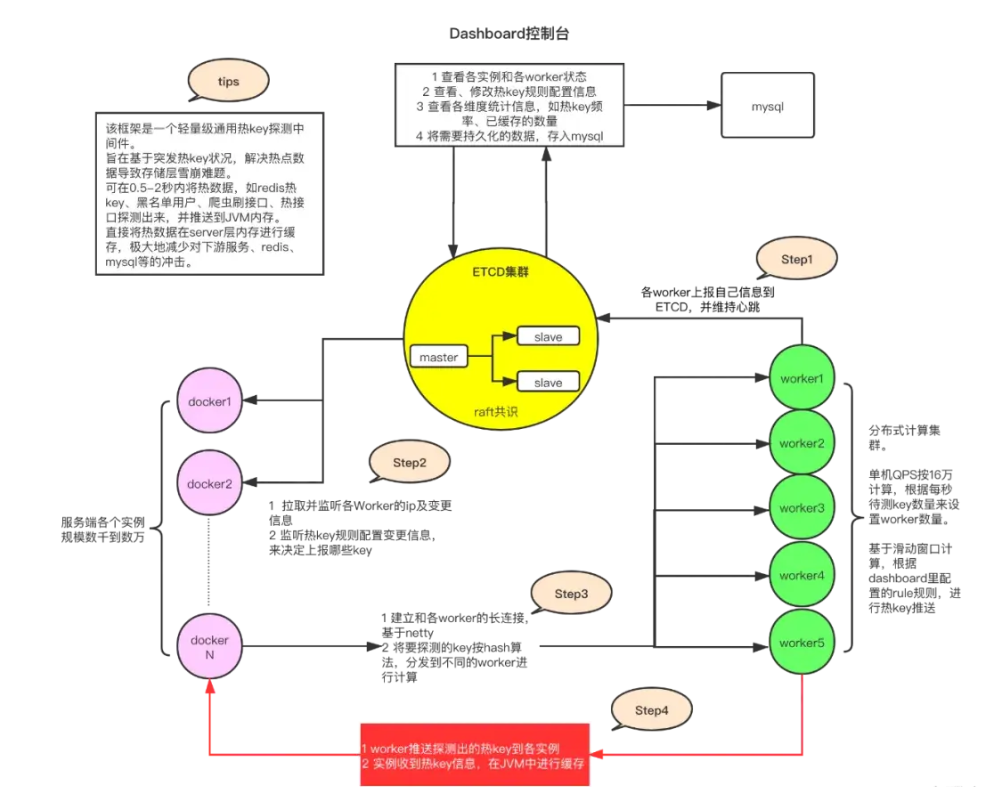 Dashboard控制台
tips
1 查看各实例和各worker状态
2 查看、修改热key规则配置信息
3 查看各维度统计信息，如热key频
率、已缓存的数量
4 将需要持久化的数据，存入mysql
mysql
该框架是一个轻量级通用热key探测中
间件。
旨在基于突发热key状况，解决热点数
据导致存储层雪崩难题。
可在0.5-2秒内将热数据，如redis热
key、黑名单用户、爬虫刷接口、热接
口探测出来，并推送到JVM内存。
直接将热数据在server层内存进行缓
存，极大地减少对下游服务、redis、
mysql等的冲击。
ETCD集群
master
slave
slave
raft共识
Step1
各worker上报自己信息到
ETCD，并维持心跳
docker1
docker2
docker
N
服务端各个实例
规模数千到数万
Step2
1 拉取并监听各Worker的ip及变更
信息
2 监听热key规则配置变更信息，
来决定上报哪些key
worker1
worker2
worker3
worker4
worker5
分布式计算集
群。
单机QPS按16万
计算，根据每秒
待测key数量来设
置worker数量。
基于滑动窗口计
算，根据
dashboard里配
置的rule规则，进
行热key推送
Step3
1 建立和各worker的长连接，
基于netty
2 将要探测的key按hash算
法，分发到不同的worker进
行计算
Step4
1 worker推送探测出的热key到各实例
2 实例收到热key信息，在JVM中进行缓存